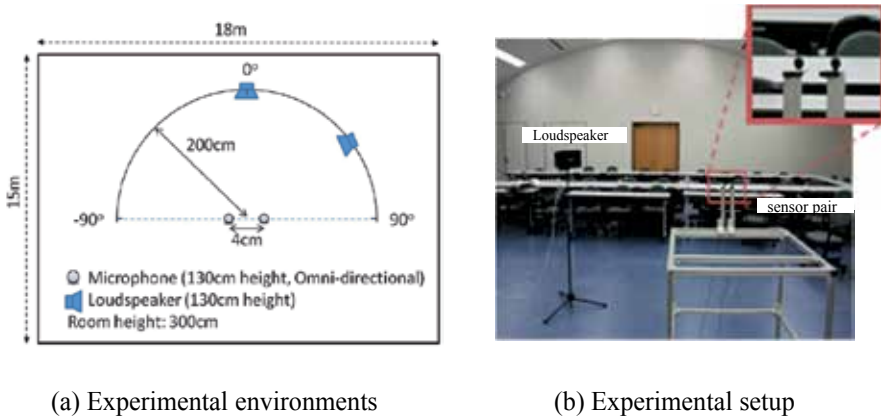 18m
15m
0°
200cm
-90°
90°
4cm
Microphone (130cm height, Omni-directional)
Loudspeaker (130cm height)
Room height: 300cm
(a) Experimental environments
Loudspeaker
sensor pair
(b) Experimental setup